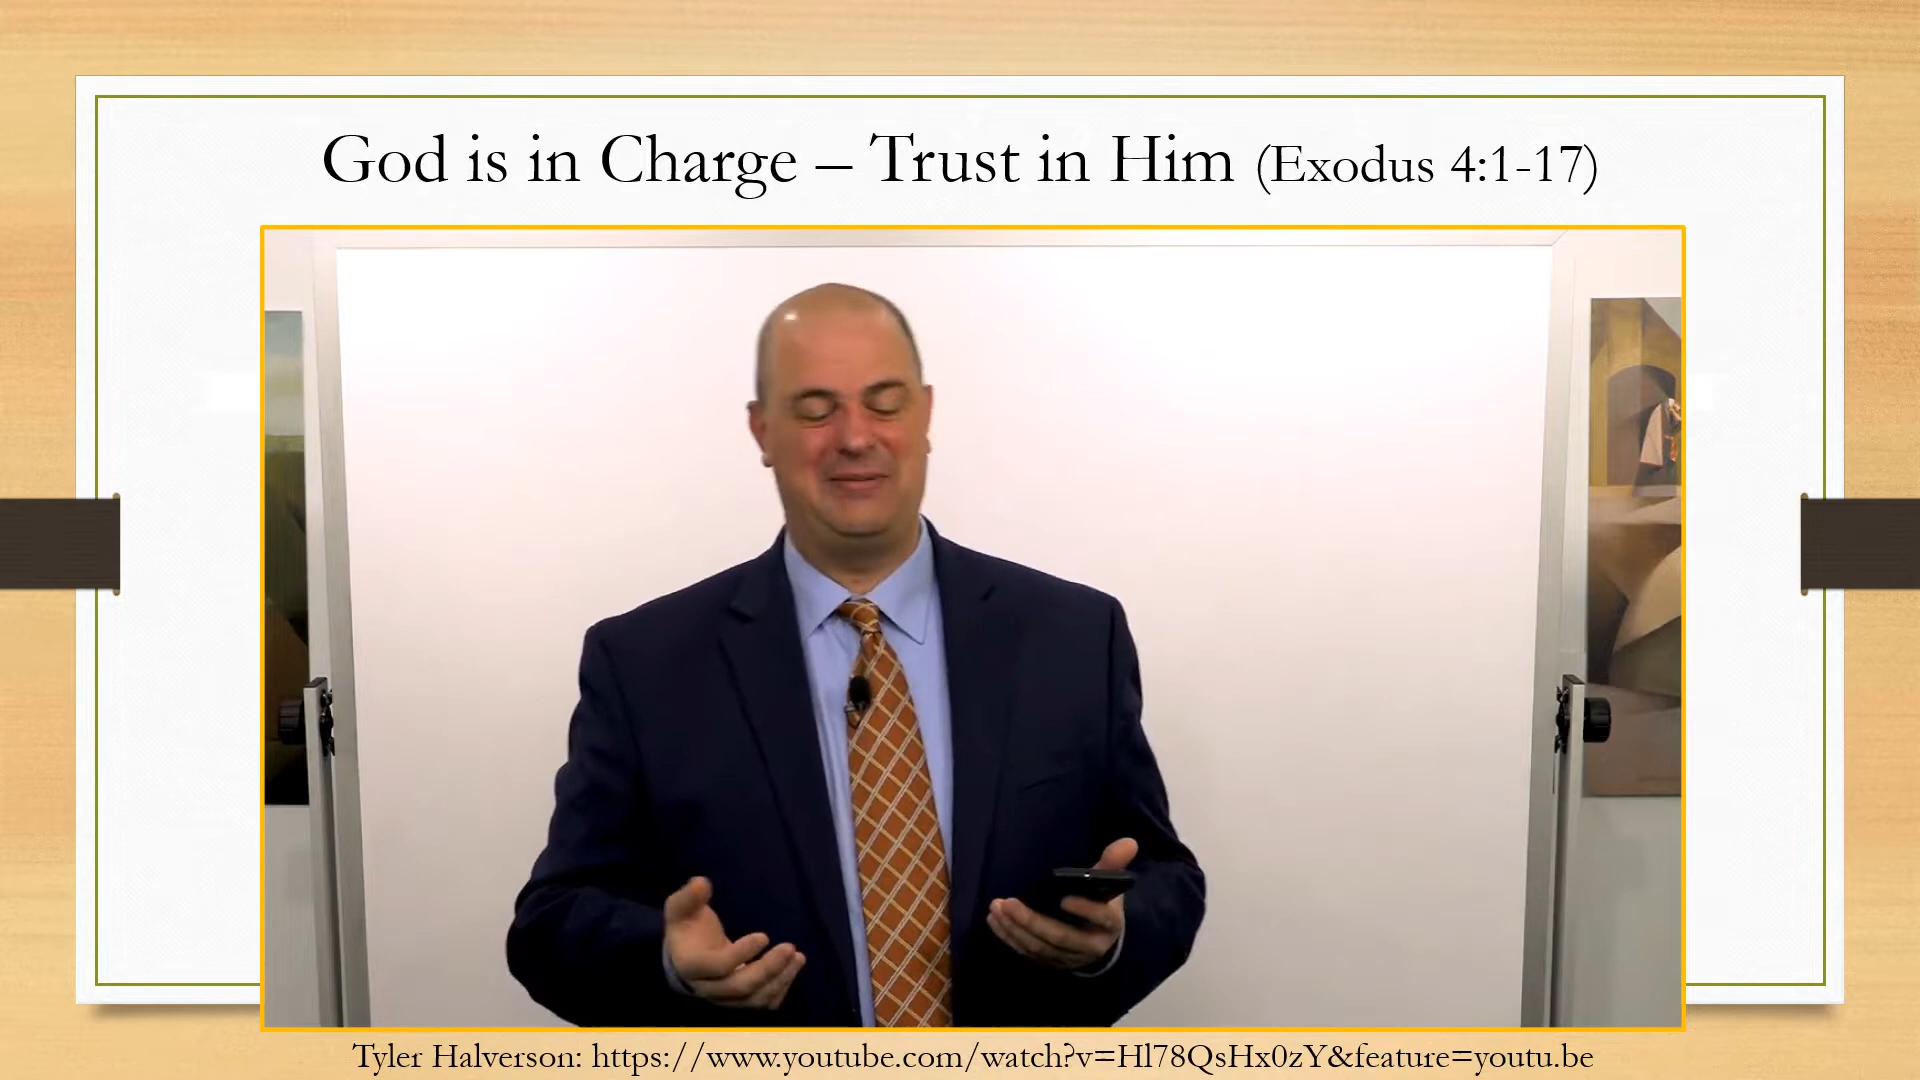 God is in Charge – Trust in Him (Exodus 4:1-17)
Tyler Halverson: https://www.youtube.com/watch?v=Hl78QsHx0zY&feature=youtu.be